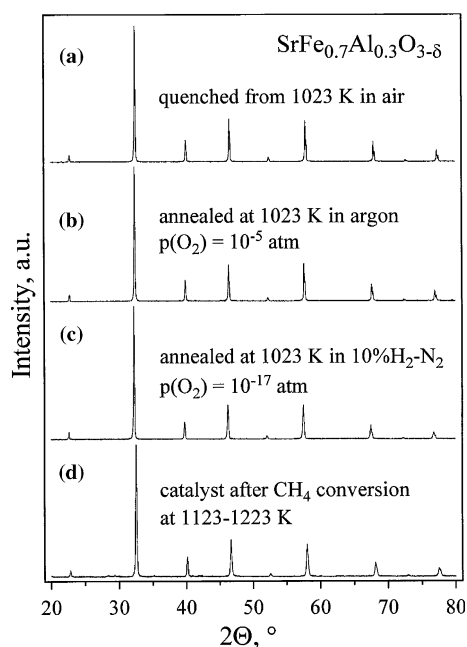 SrFe0.7Al0.3O3-δ
(a)
quenched from 1023 K in air
(b)
annealed at 1023 K in argon
p(O2) = 10-5 atm
(c)
annealed at 1023 K in 10%H2-N2
p(O2) = 10-17 atm
(d)
catalyst after CH4 conversion
at 1123-1223 K
Intensity, a.u.
20 30 40 50 60 70 80
2Θ, °